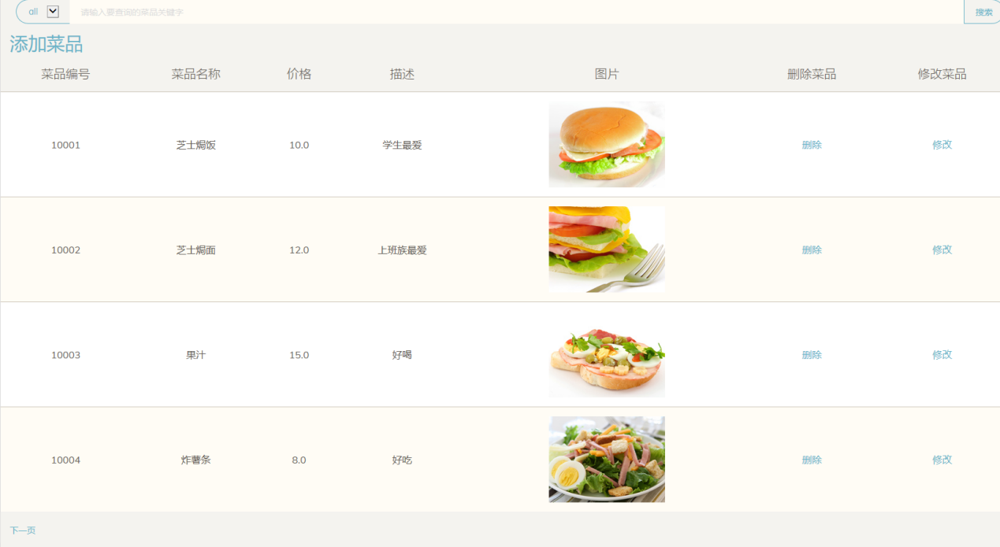 all 请输入要查询的菜品关键字 搜索
添加菜品
菜品编号 菜品名称 价格 描述 图片 删除菜品 修改菜品
10001 芝士焗饭 10.0 学生最爱 删除 修改
10002 芝士焗面 12.0 上班族最爱 删除 修改
10003 果汁 15.0 好喝 删除 修改
10004 炸薯条 8.0 好吃 删除 修改
下一页